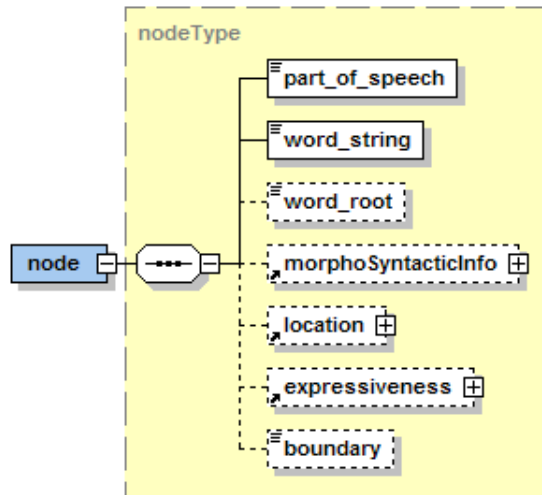 nodeType
part_of_speech
word_string
word_root
node
morphoSyntacticInfo
location
expressiveness
boundary